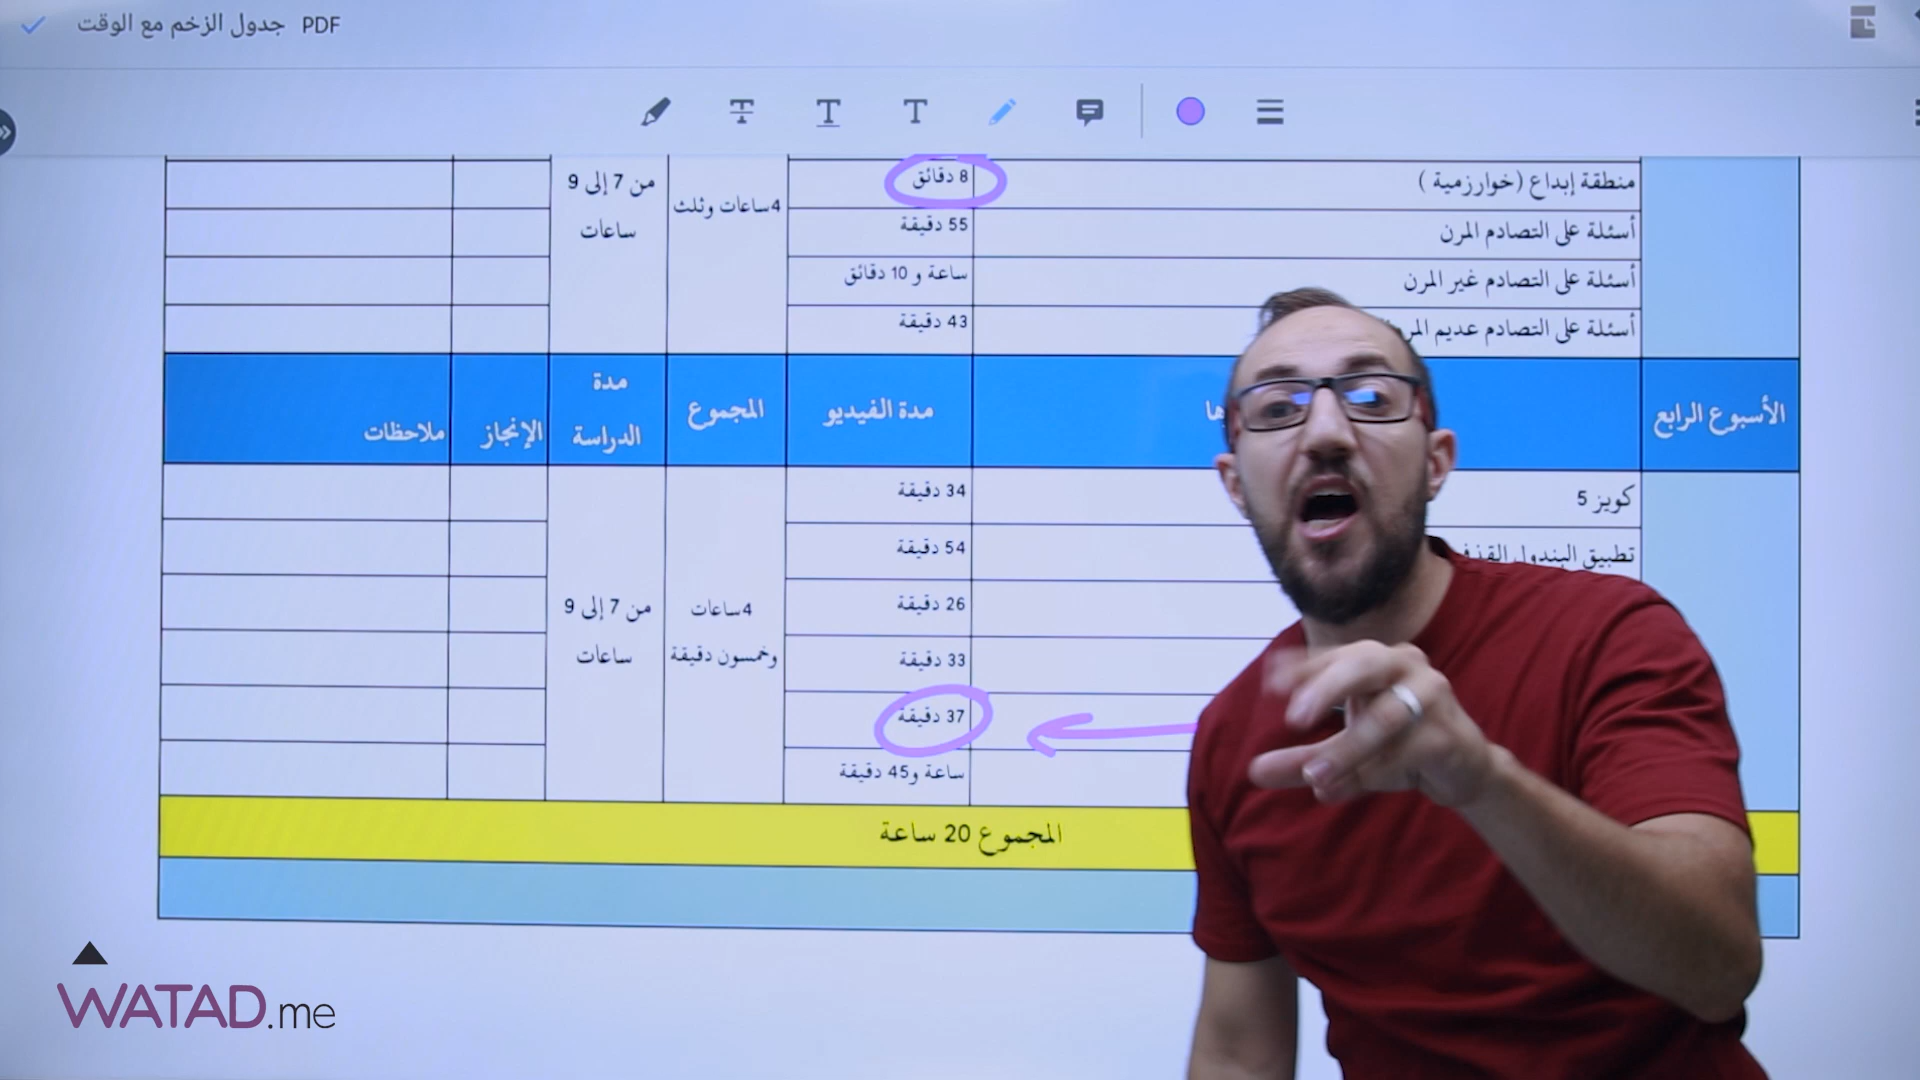 جدول الزخم مع الوقت PDF
منطقة إبداع (خوارزمية )
8 دقائق
4ساعات وثلث
من 7 إلى 9
ساعات
أسئلة على التصادم المرن
55 دقيقة
أسئلة على التصادم غير المرن
ساعة و 10 دقائق
أسئلة على التصادم عديم
43 دقيقة
الأسبوع الرابع
مدة الفيديو
المجموع
مدة
الدراسة
الإنجاز
ملاحظات
كويز 5
34 دقيقة
تطبيق البندول
54 دقيقة
26 دقيقة
33 دقيقة
37 دقيقة
ساعة و45 دقيقة
4ساعات
وخمسون دقيقة
من 7 إلى 9
ساعات
المجموع 20 ساعة
WATAD.me